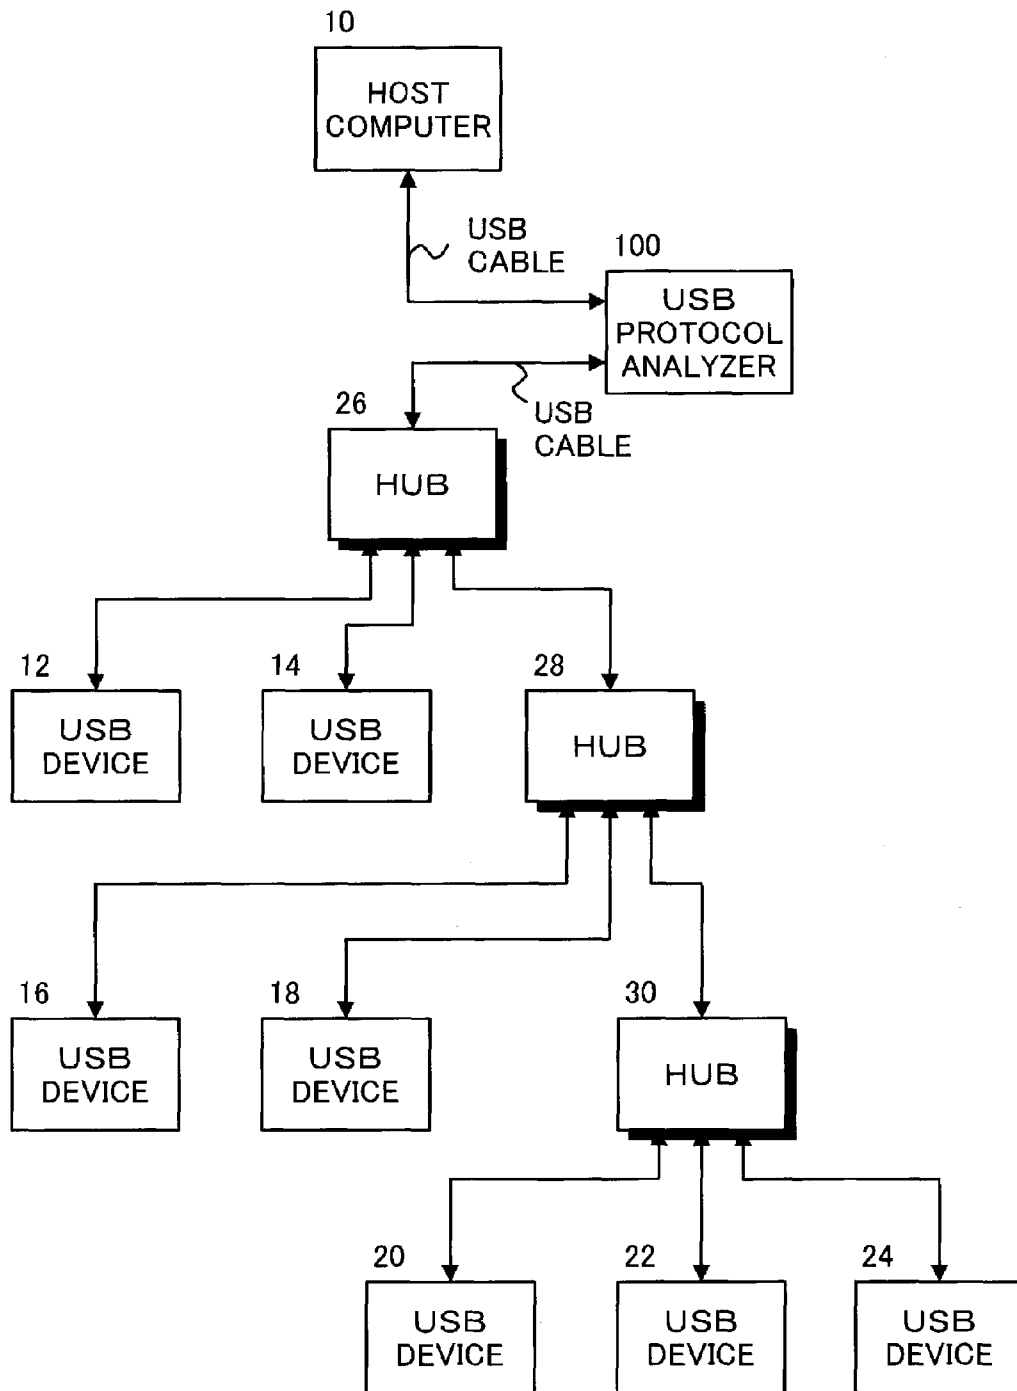 10
HOST
COMPUTER
USB
CABLE
100
USB
PROTOCOL
ANALYZER
USB
CABLE
26
HUB
12
USB
DEVICE
14
USB
DEVICE
28
HUB
16
USB
DEVICE
18
USB
DEVICE
30
HUB
20
USB
DEVICE
22
USB
DEVICE
24
USB
DEVICE